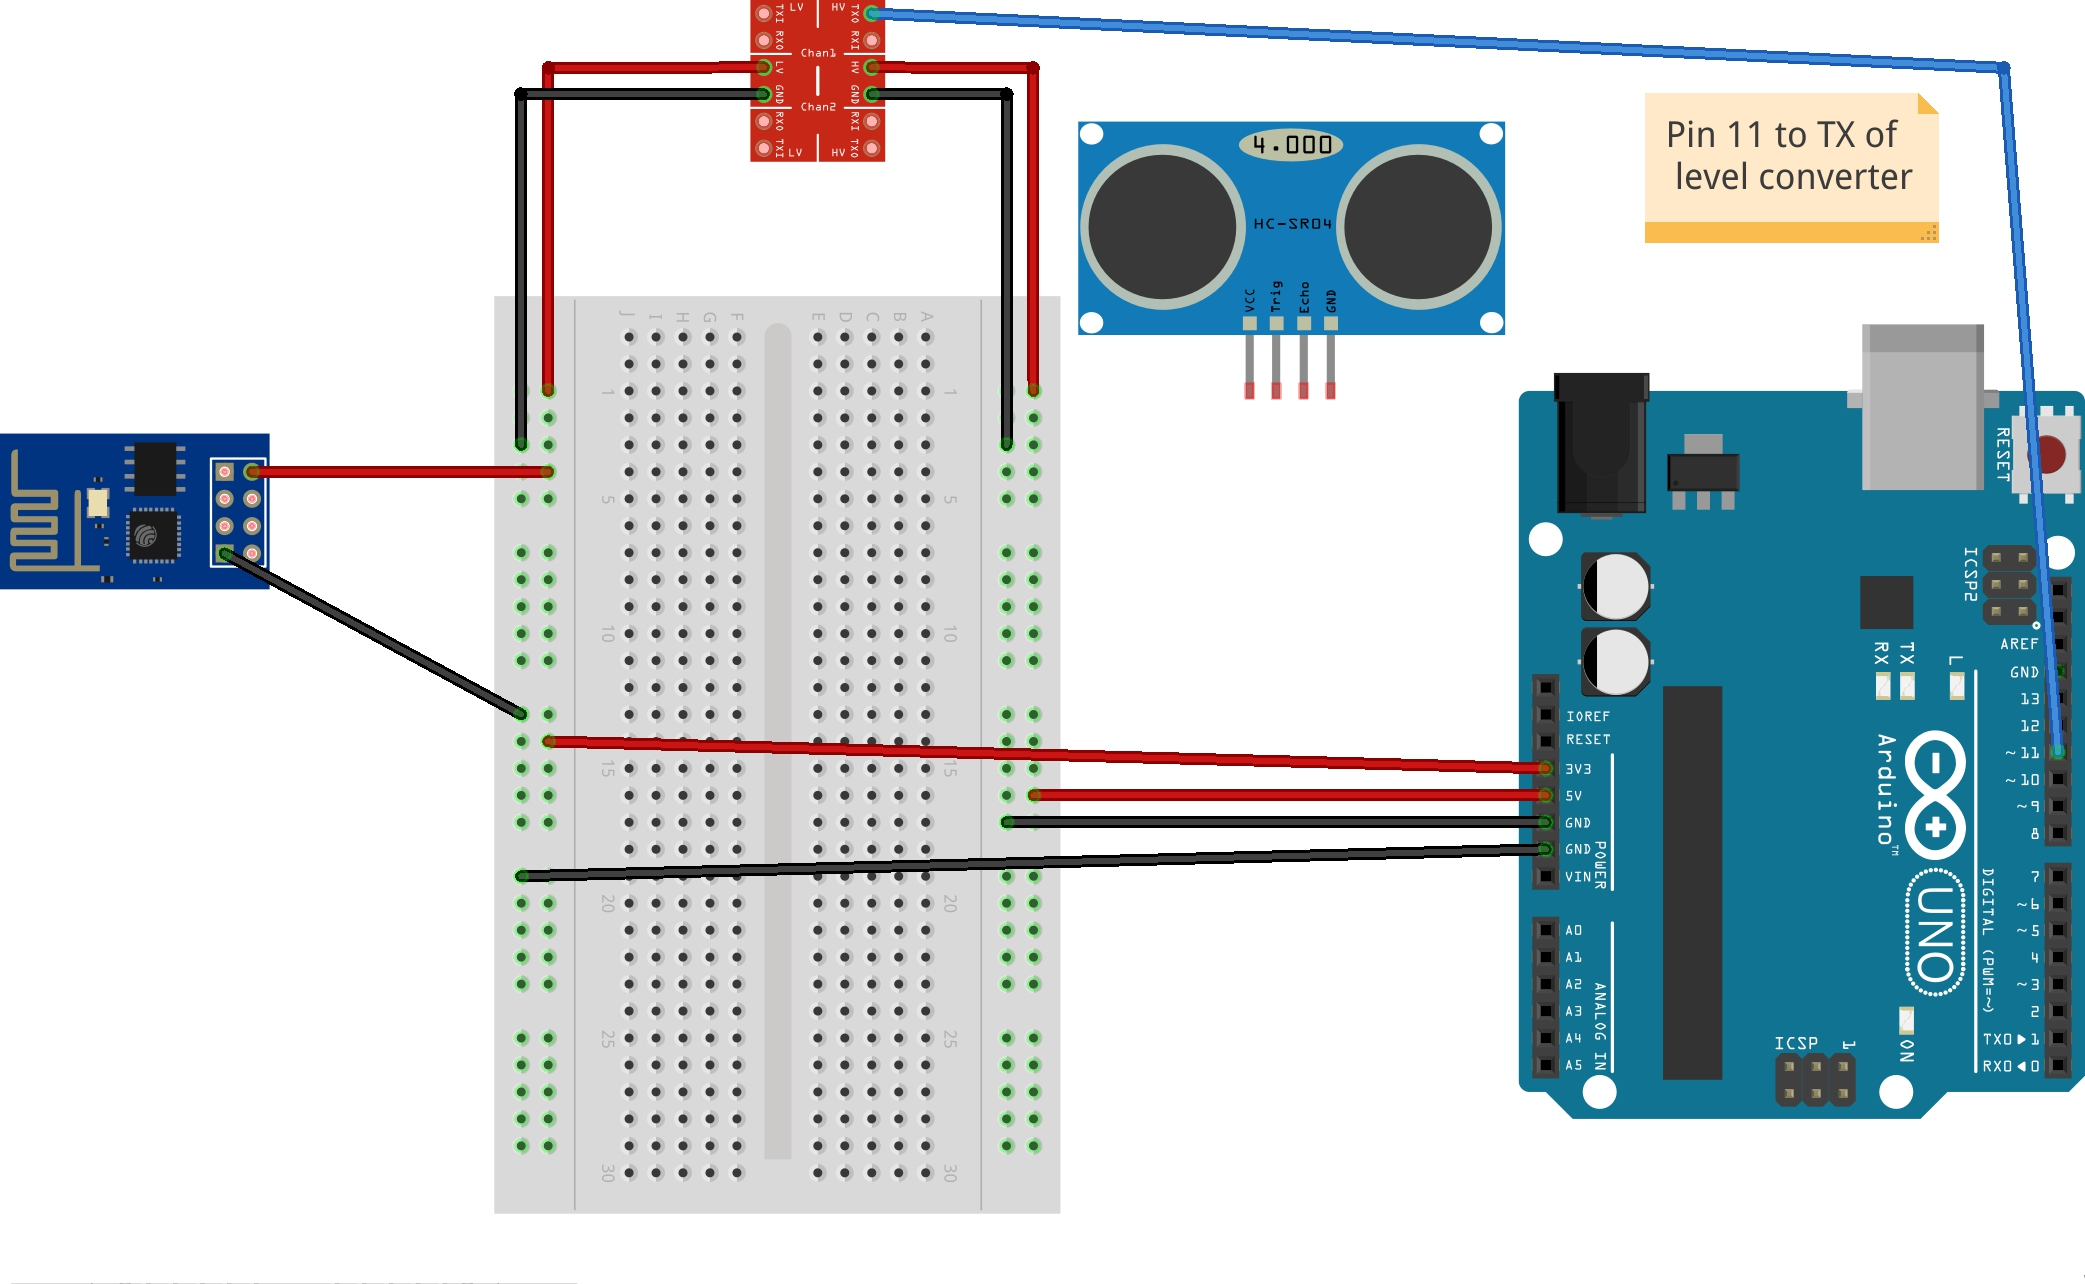 LV HV
TXI TXO
RXO RXI
Chan1
LV HV
GND GND
Chan2
RXO RXI
TXI TXO
LV HV
4.000
HC-SR04
VCC Trig Echo GND
Pin 11 to TX of
level converter
J I H G F E D C B A
1 1
5 5
10 10
15 15
20 20
25 25
30 30
RESET
ICSP2
AREF
GND
13
12
~11
~10
~9
8
7
~6
~5
4
~3
2
TX0▶1
RX0◀0
RX TX L
IOREF
RESET
3V3
5V
GND
GND
VIN
POWER
A0
A1
A2
A3
A4
A5
ANALOG IN
Arduino™
UNO
DIGITAL (PWM=~)
ON
ICSP 1